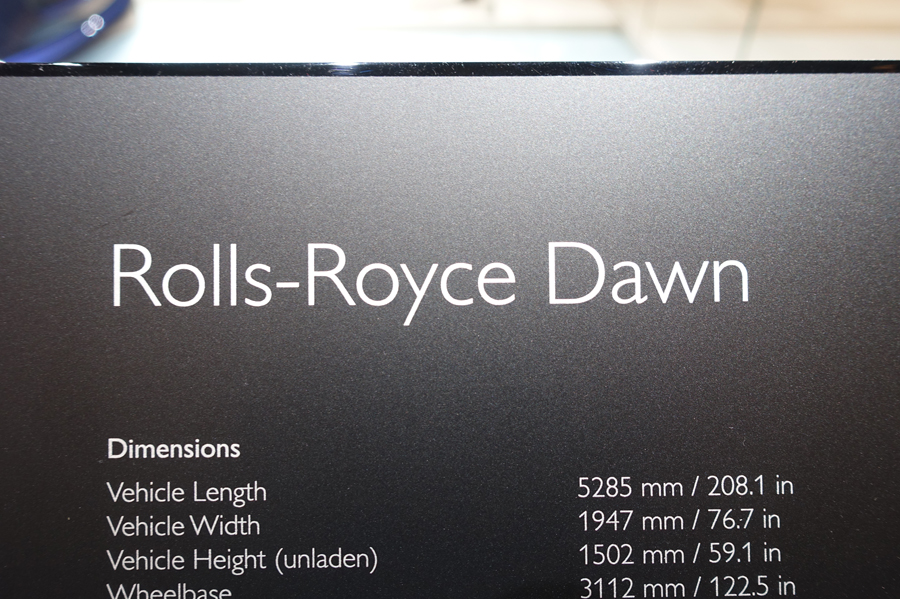 Rolls-Royce Dawn
Dimensions
Vehicle Length 5285 mm / 208.1 in
Vehicle Width 1947 mm / 76.7 in
Vehicle Height (unladen) 1502 mm / 59.1 in
Wheelbase 3112 mm / 122.5 in